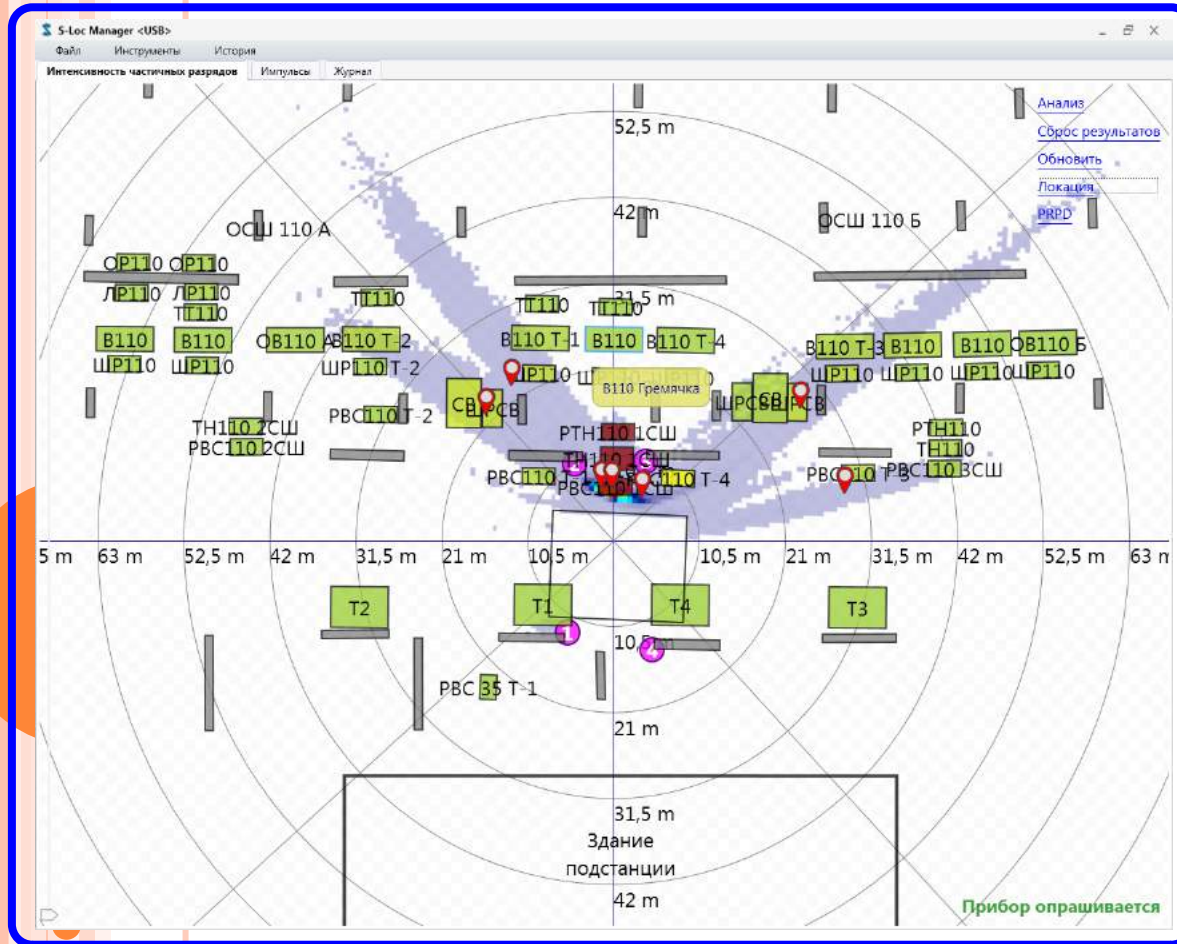 S-Loc Manager <USB>
Файл Инструменты История
Интенсивность частичных разрядов Импульсы Журнал
Анализ
52,5 m
Сброс результатов
Обновить
Локация
42 m
PRPD
ОСШ 110 А
ОСШ 110 Б
ОР110 ОР110
ЛР110 ЛР110
31,5 m
ТТ110 ТТ110 ТТ110 ТТ110
В110 В110 ОВ110 А В110 Т-2 В110 Т-1 В110 В110 Т-4 В110 Т-3 В110 В110 ОВ110 Б
ШР110 ШР110 ШР110 Т-2 ШР110 ШР110 ШР110 ШР110 ШР110
В110 Гремячка
СВ ШРСВ ШРСВ СВ ШРСВ
РВС110 Т-2
ТН110 2СШ РТН110 1СШ РТН110
РВС110 2СШ ТН110 1СШ ТН110
РВС110 Т-1 РВС110 Т-4 РВС110 Т-3 РВС110 3СШ
РВС110 1СШ
5 m 63 m 52,5 m 42 m 31,5 m 21 m 10,5 m 10,5 m 21 m 31,5 m 42 m 52,5 m 63 m
Т2 Т1 Т4 Т3
1
10,5 m
4
РВС 35 Т-1
21 m
31,5 m
Здание
подстанции
42 m
Прибор опрашивается